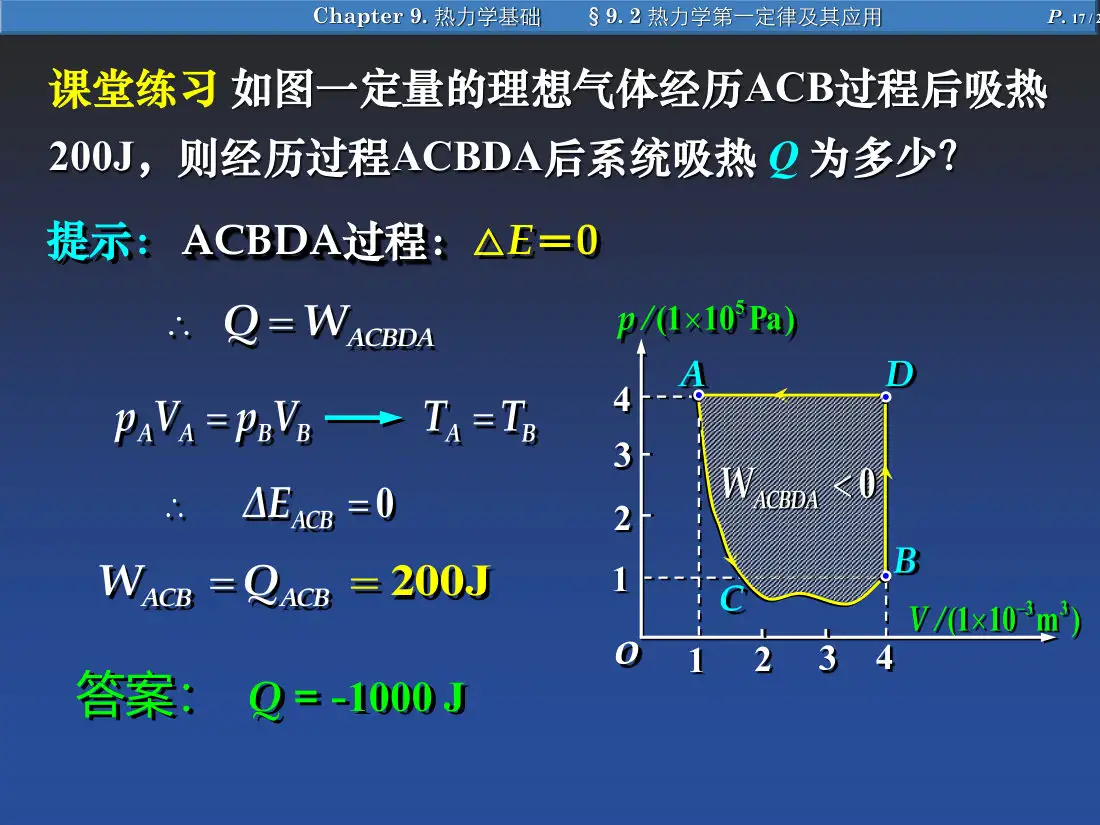 Chapter 9. 热力学基础 §9. 2 热力学第一定律及其应用 P. 17/2
课堂练习 如图一定量的理想气体经历ACB过程后吸热
200J，则经历过程ACBDA后系统吸热 Q 为多少?
提示： ACBDA过程：△E＝0
∴ Q = W_ACBDA
p_A V_A = p_B V_B → T_A = T_B
∴ ΔE_ACB = 0
W_ACB = Q_ACB = 200J
答案： Q = -1000 J
p/(1×10⁵Pa)
A D
4
3
W_ACBDA < 0
2
1
B
C
V/(1×10⁻³m³)
O 1 2 3 4